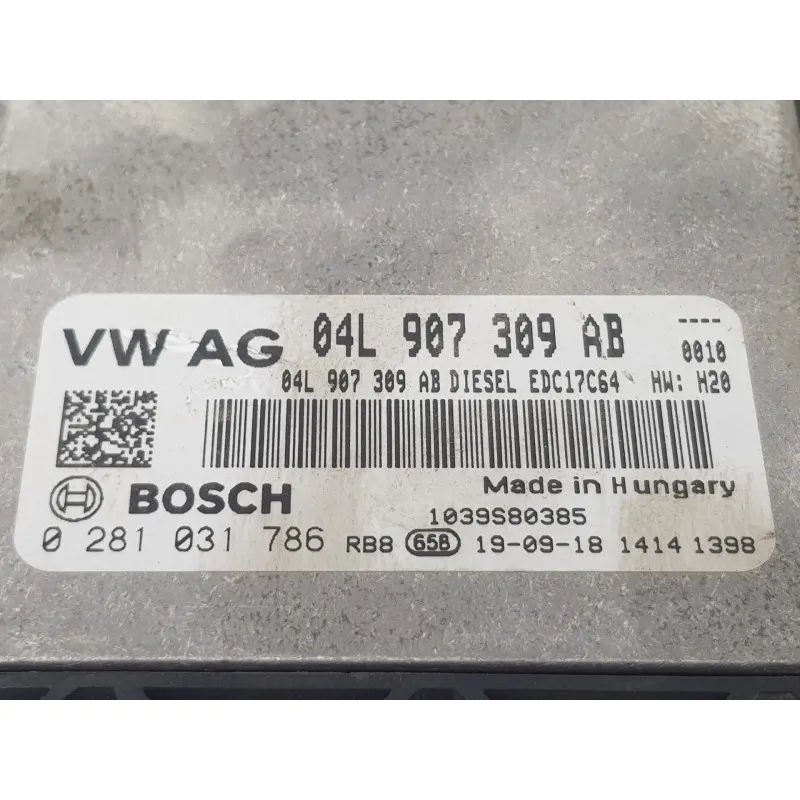 VW AG 04L 907 309 AB ----
0010
04L 907 309 AB DIESEL EDC17C64 HW: H20
BOSCH Made in Hungary
1039S80385
0 281 031 786 RB8 65B 19-09-18 1414 1398